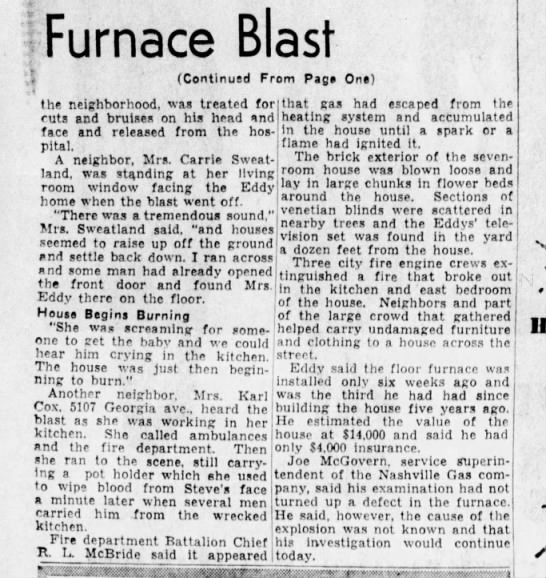 Furnace Blast
(Continued From Page One)
the neighborhood, was treated for
cuts and bruises on his head and
face and released from the hos-
pital.
A neighbor, Mrs. Carrie Sweat-
land, was standing at her living
room window facing the Eddy
home when the blast went off.
"There was a tremendous sound,"
Mrs. Sweatland said, "and houses
seemed to raise up off the ground
and settle back down. I ran across
and some man had already opened
the front door and found Mrs.
Eddy there on the floor.
House Begins Burning
"She was screaming for some-
one to get the baby and we could
hear him crying in the kitchen.
The house was just then begin-
ning to burn."
Another neighbor, Mrs. Karl
Cox, 5107 Georgia ave., heard the
blast as she was working in her
kitchen. She called ambulances
and the fire department. Then
she ran to the scene, still carry-
ing a pot holder which she used
to wipe blood from Steve's face
a minute later when several men
carried him from the wrecked
kitchen.
Fire department Battalion Chief
R. L. McBride said it appeared
that gas had escaped from the
heating system and accumulated
in the house until a spark or a
flame had ignited it.
The brick exterior of the seven-
room house was blown loose and
lay in large chunks in flower beds
around the house. Sections of
venetian blinds were scattered in
nearby trees and the Eddys' tele-
vision set was found in the yard
a dozen feet from the house.
Three city fire engine crews ex-
tinguished a fire that broke out
in the kitchen and east bedroom
of the house. Neighbors and part
of the large crowd that gathered
helped carry undamaged furniture
and clothing to a house across the
street.
Eddy said the floor furnace was
installed only six weeks ago and
was the third he had had since
building the house five years ago.
He estimated the value of the
house at $14,000 and said he had
only $4,000 insurance.
Joe McGovern, service superin-
tendent of the Nashville Gas com-
pany, said his examination had not
turned up a defect in the furnace.
He said, however, the cause of the
explosion was not known and that
his investigation would continue
today.